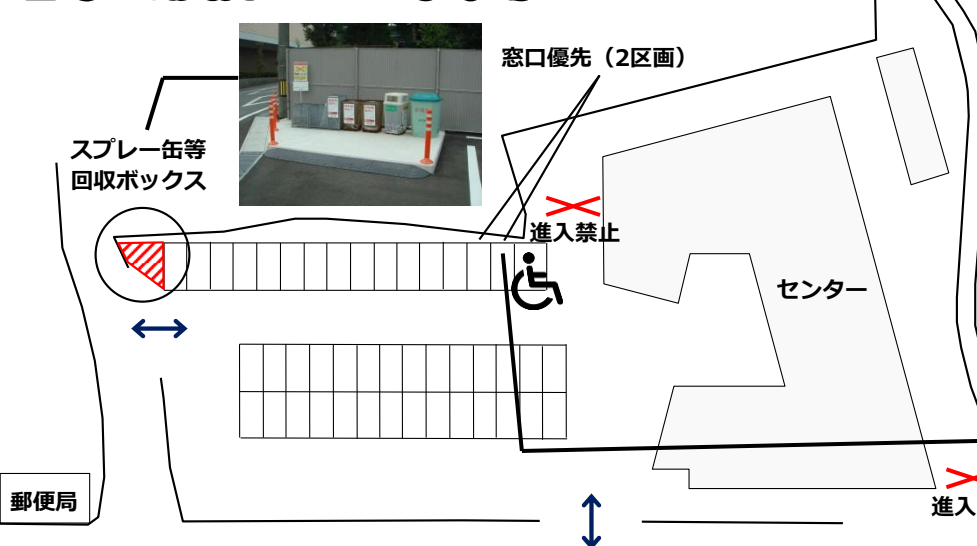 窓口優先（2区画）
スプレー缶等
回収ボックス
進入禁止
センター
郵便局
進入